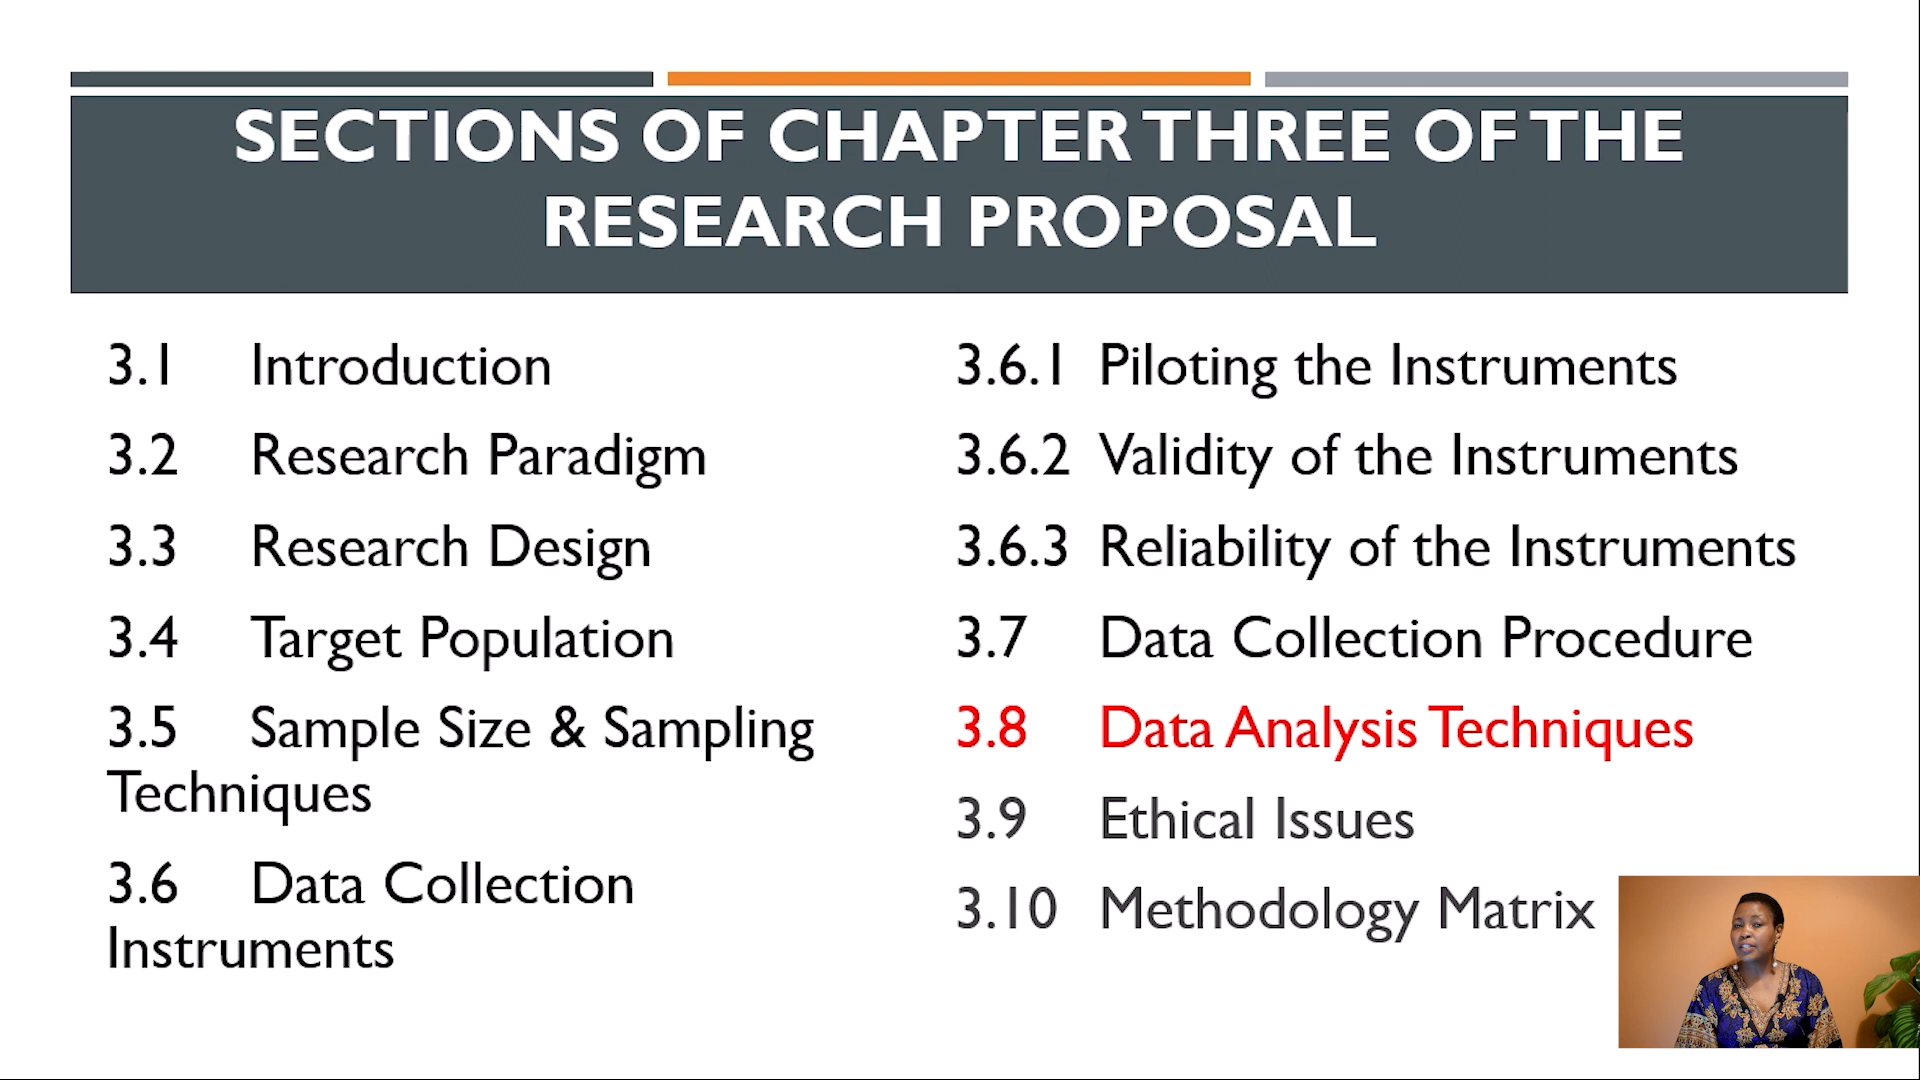 SECTIONS OF CHAPTER THREE OF THE
RESEARCH PROPOSAL
3.1 Introduction
3.2 Research Paradigm
3.3 Research Design
3.4 Target Population
3.5 Sample Size & Sampling
Techniques
3.6 Data Collection
Instruments
3.6.1 Piloting the Instruments
3.6.2 Validity of the Instruments
3.6.3 Reliability of the Instruments
3.7 Data Collection Procedure
3.8 Data Analysis Techniques
3.9 Ethical Issues
3.10 Methodology Matrix